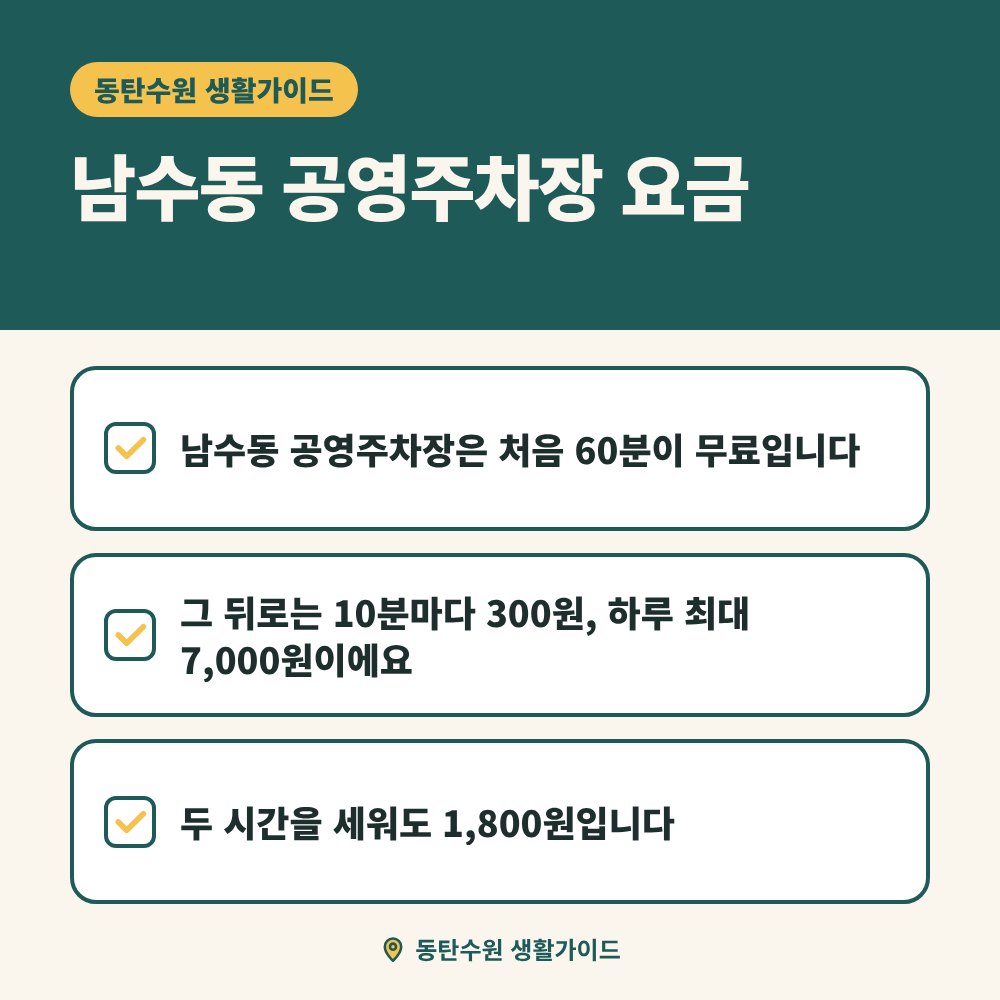 동탄수원 생활가이드
남수동 공영주차장 요금
남수동 공영주차장은 처음 60분이 무료입니다
그 뒤로는 10분마다 300원, 하루 최대
7,000원이에요
두 시간을 세워도 1,800원입니다
동탄수원 생활가이드